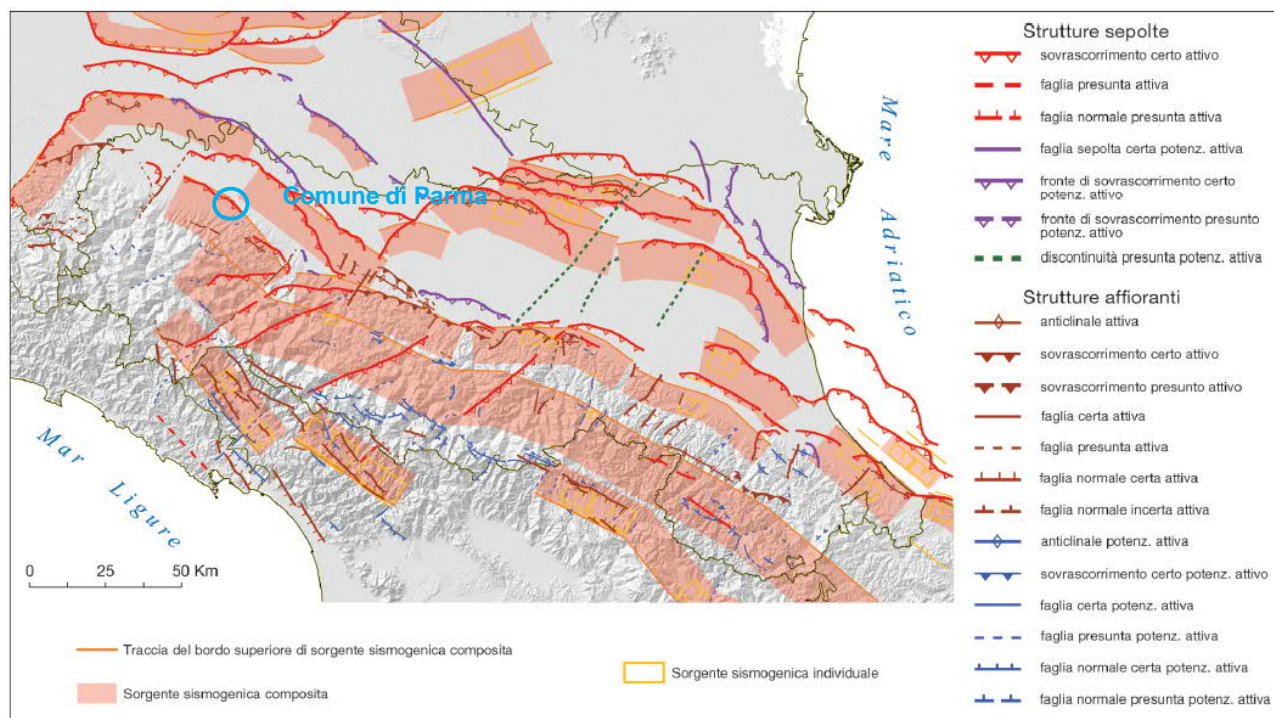 Comune di Parma
Mare Adriatico
Mar Ligure
0 25 50 Km
Traccia del bordo superiore di sorgente sismogenica composita
Sorgente sismogenica composita
Sorgente sismogenica individuale
Strutture sepolte
sovrascorrimento certo attivo
faglia presunta attiva
faglia normale presunta attiva
faglia sepolta certa potenz. attiva
fronte di sovrascorrimento certo
potenz. attivo
fronte di sovrascorrimento presunto
potenz. attivo
discontinuità presunta potenz. attiva
Strutture affioranti
anticlinale attiva
sovrascorrimento certo attivo
sovrascorrimento presunto attivo
faglia certa attiva
faglia presunta attiva
faglia normale certa attiva
faglia normale incerta attiva
anticlinale potenz. attiva
sovrascorrimento certo potenz. attivo
faglia certa potenz. attiva
faglia presunta potenz. attiva
faglia normale certa potenz. attiva
faglia normale presunta potenz. attiva